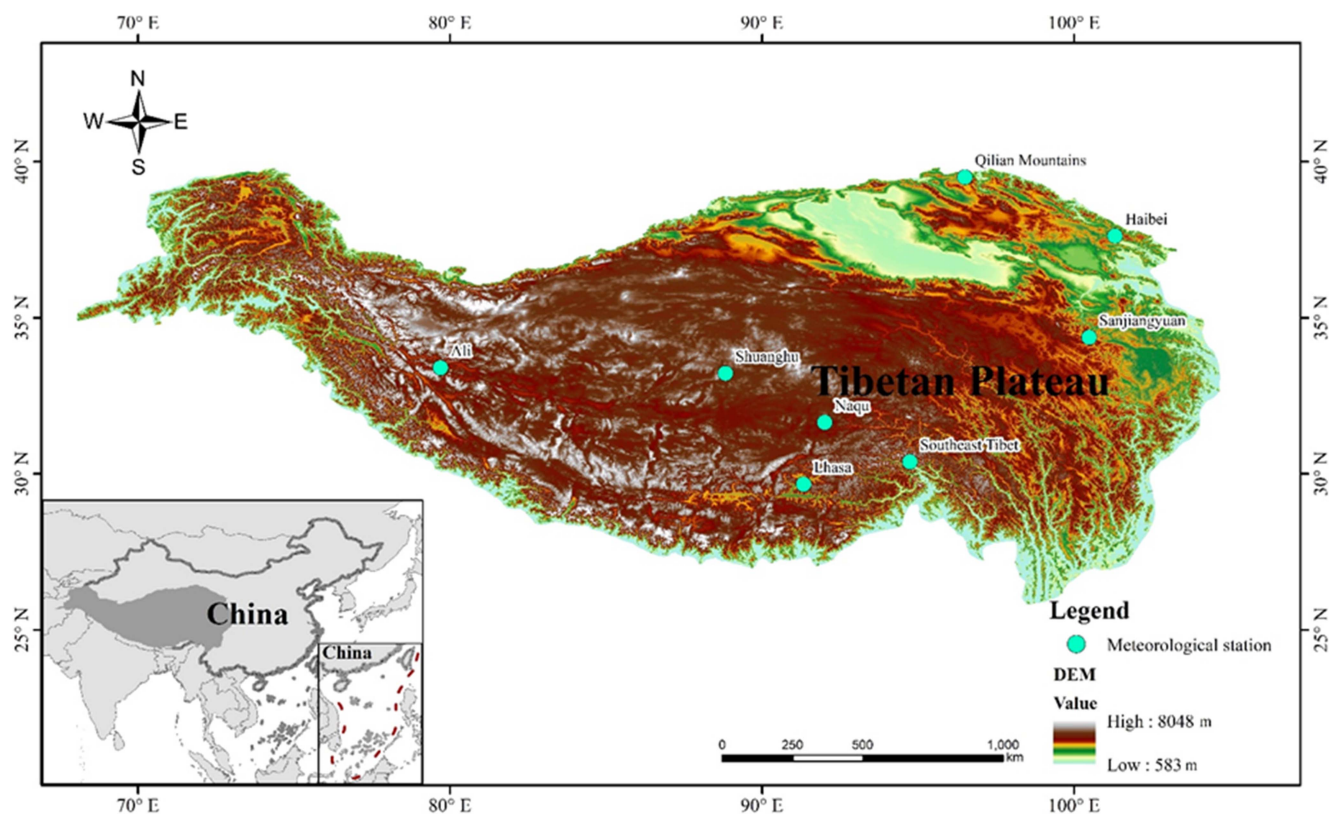 70° E 80° E 90° E 100° E
N
W E
S
40° N
40° N
Qilian Mountains
Haibei
35° N
35° N
Sanjiangyuan
Ali
Shuanghu
Tibetan Plateau
Naqu
Southeast Tibet
Lhasa
30° N
30° N
China
China
25° N
25° N
Legend
Meteorological station
DEM
Value
High : 8048 m
Low : 583 m
0 250 500 1,000
km
70° E 80° E 90° E 100° E